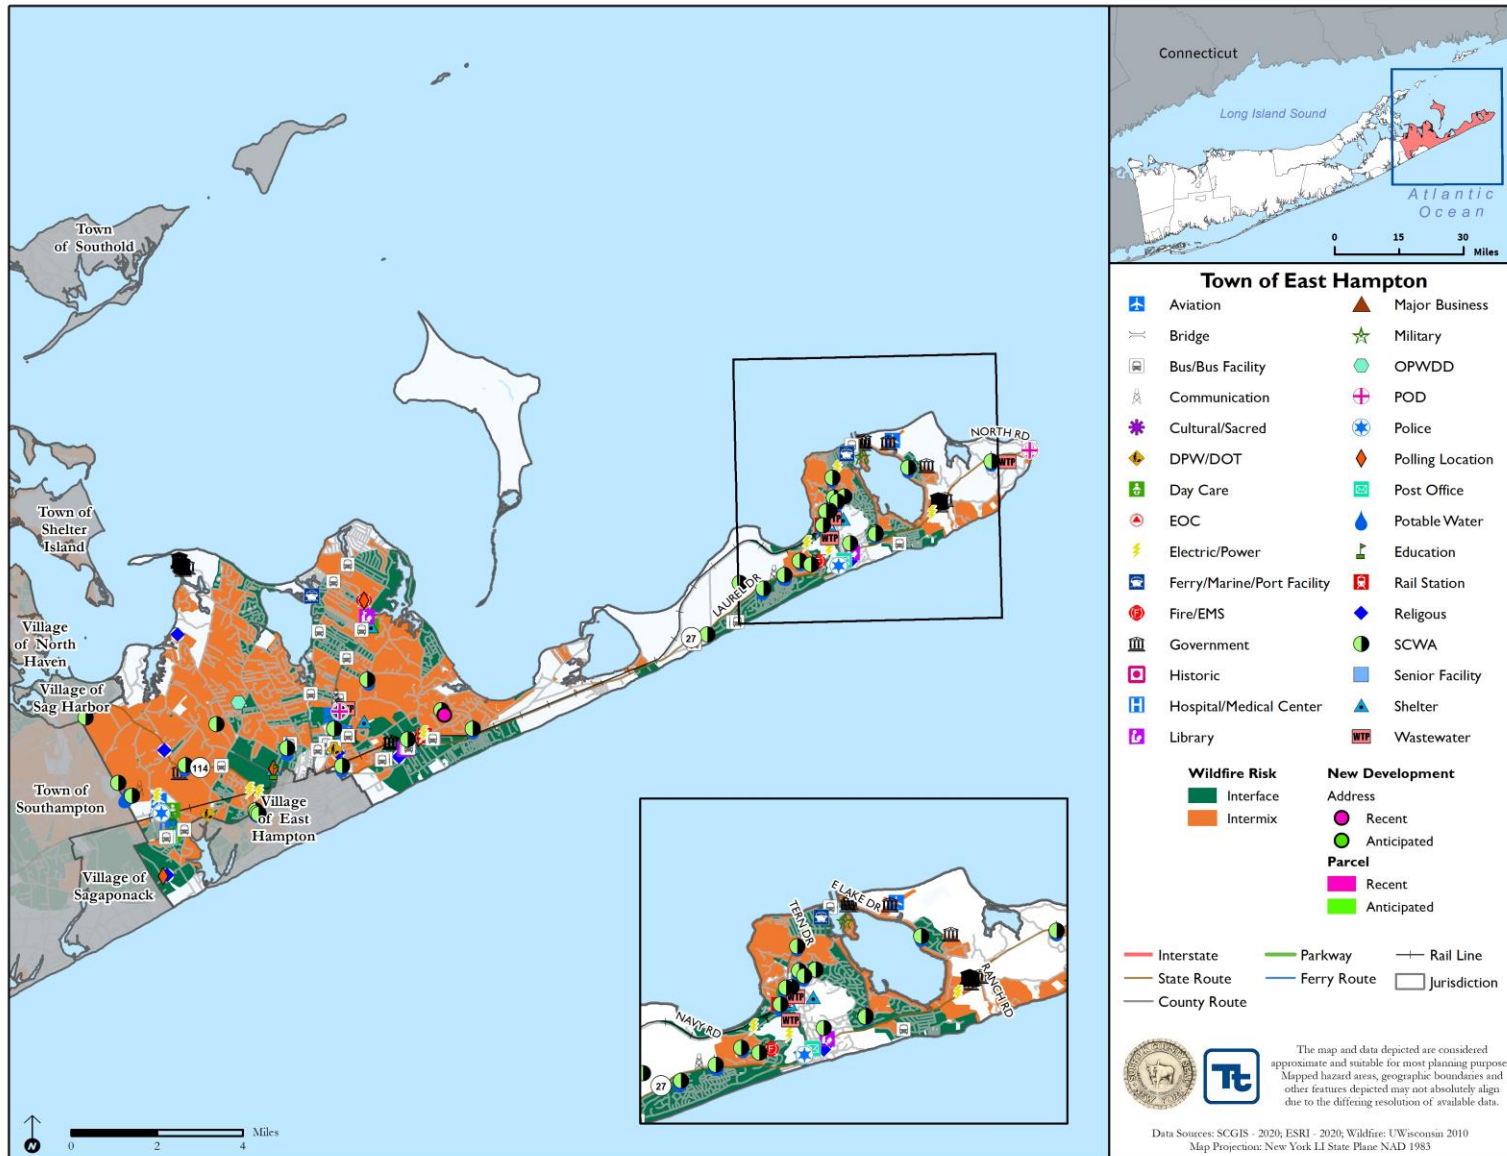 Connecticut
Long Island Sound
Atlantic
Ocean
0 15 30
Miles
Town
of Southold
Town of
Shelter
Island
Village
of North
Haven
Village of
Sag Harbor
Town of
Southampton
Village of
Sagaponack
Village
of East
Hampton
114
27
LAUREL DR
NORTH RD
WTP
WTP
TERN DR
E LAKE DR
RANCH RD
NAVY RD
WTP
WTP
27
N
0 2 4
Miles
Town of East Hampton
Aviation
Bridge
Bus/Bus Facility
Communication
Cultural/Sacred
DPW/DOT
Day Care
EOC
Electric/Power
Ferry/Marine/Port Facility
Fire/EMS
Government
Historic
Hospital/Medical Center
Library
Major Business
Military
OPWDD
POD
Police
Polling Location
Post Office
Potable Water
Education
Rail Station
Religous
SCWA
Senior Facility
Shelter
WTP Wastewater
Wildfire Risk
Interface
Intermix
New Development
Address
Recent
Anticipated
Parcel
Recent
Anticipated
Interstate
State Route
County Route
Parkway
Ferry Route
Rail Line
Jurisdiction
Tt
The map and data depicted are considered
approximate and suitable for most planning purpose
Mapped hazard areas, geographic boundaries and
other features depicted may not absolutely align
due to the differing resolution of available data.
Data Sources: SCGIS - 2020; ESRI - 2020; Wildfire: UWisconsin 2010
Map Projection: New York LI State Plane NAD 1983